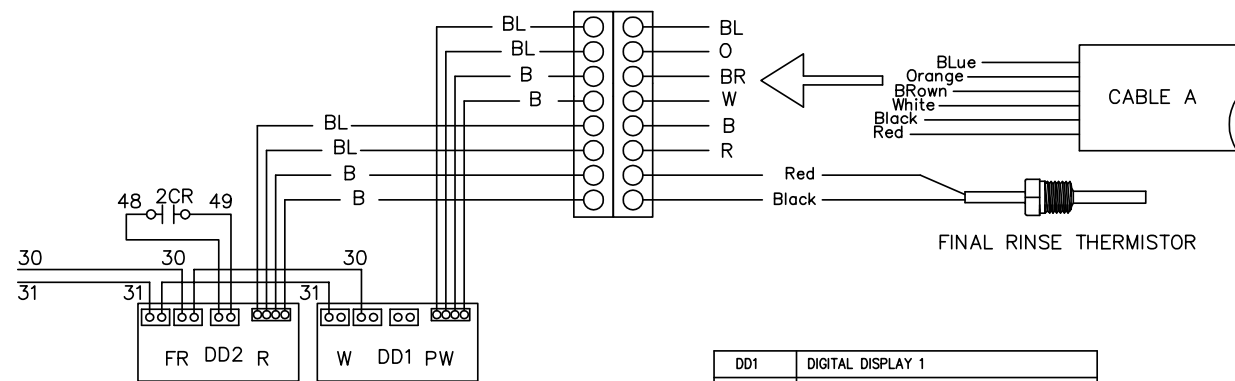 BL BL
BL O
B BR
B W
BL B
BL R
B Red
B Black
BLue
Orange
BRown
White
Black
Red
CABLE A
FINAL RINSE THERMISTOR
48 2CR 49
30 30 30
31 31 31
FR DD2 R
W DD1 PW
DD1 DIGITAL DISPLAY 1